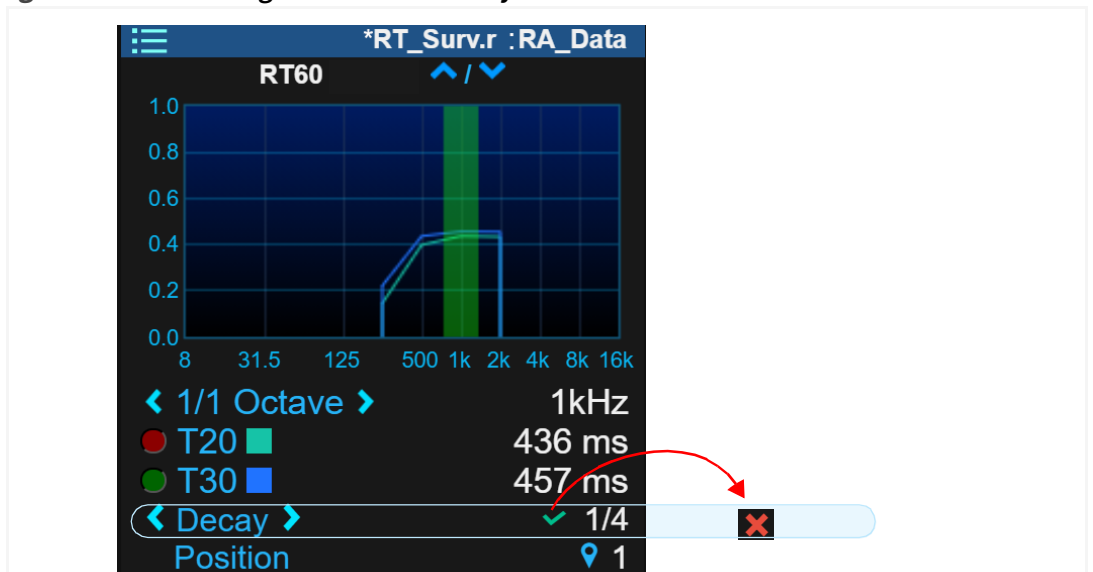 *RT_Surv.r :RA_Data
RT60 /
1.0
0.8
0.6
0.4
0.2
0.0
8 31.5 125 500 1k 2k 4k 8k 16k
1/1 Octave 1kHz
T20 436 ms
T30 457 ms
Decay 1/4
Position 1